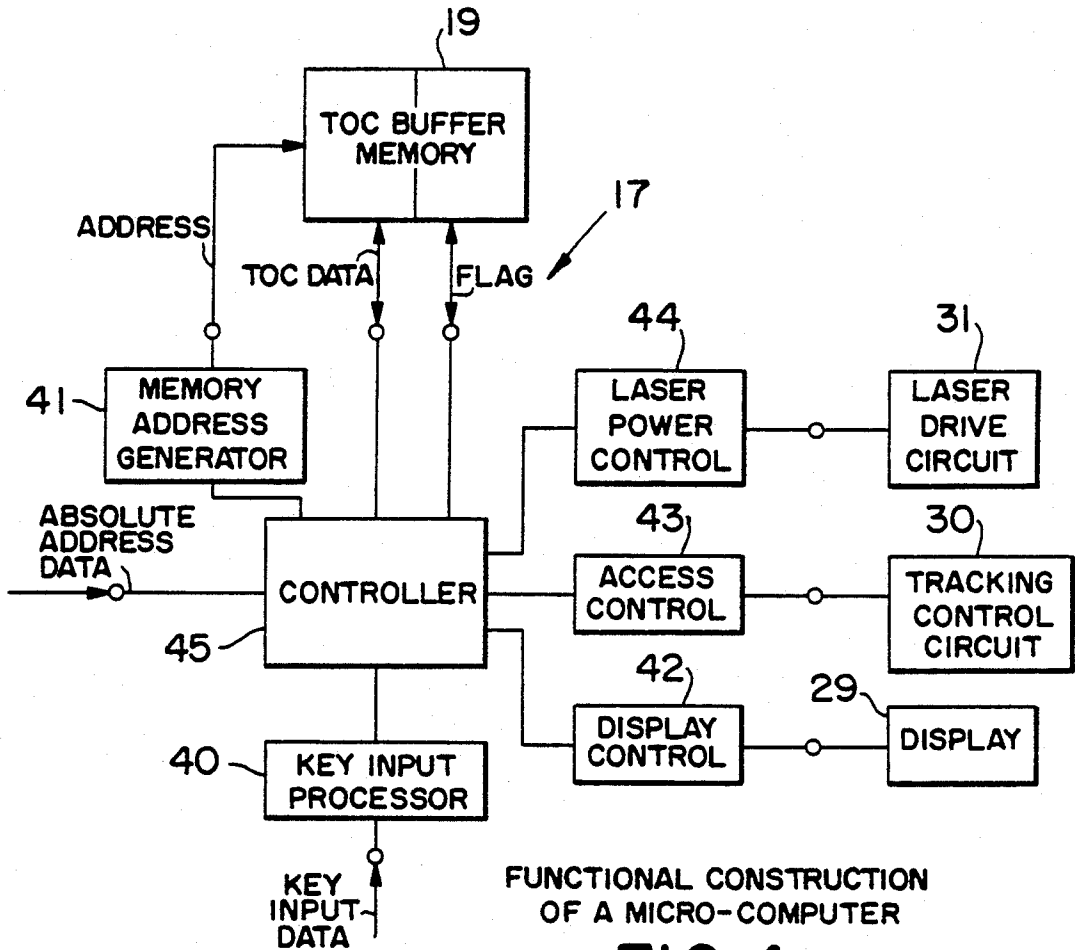 19
TOC BUFFER
MEMORY
17
ADDRESS
TOC DATA
FLAG
44
31
41
MEMORY
ADDRESS
GENERATOR
LASER
POWER
CONTROL
LASER
DRIVE
CIRCUIT
ABSOLUTE
ADDRESS
DATA
43
30
CONTROLLER
ACCESS
CONTROL
TRACKING
CONTROL
CIRCUIT
45
42
29
40
KEY INPUT
PROCESSOR
DISPLAY
CONTROL
DISPLAY
KEY
INPUT
DATA
FUNCTIONAL CONSTRUCTION
OF A MICRO-COMPUTER